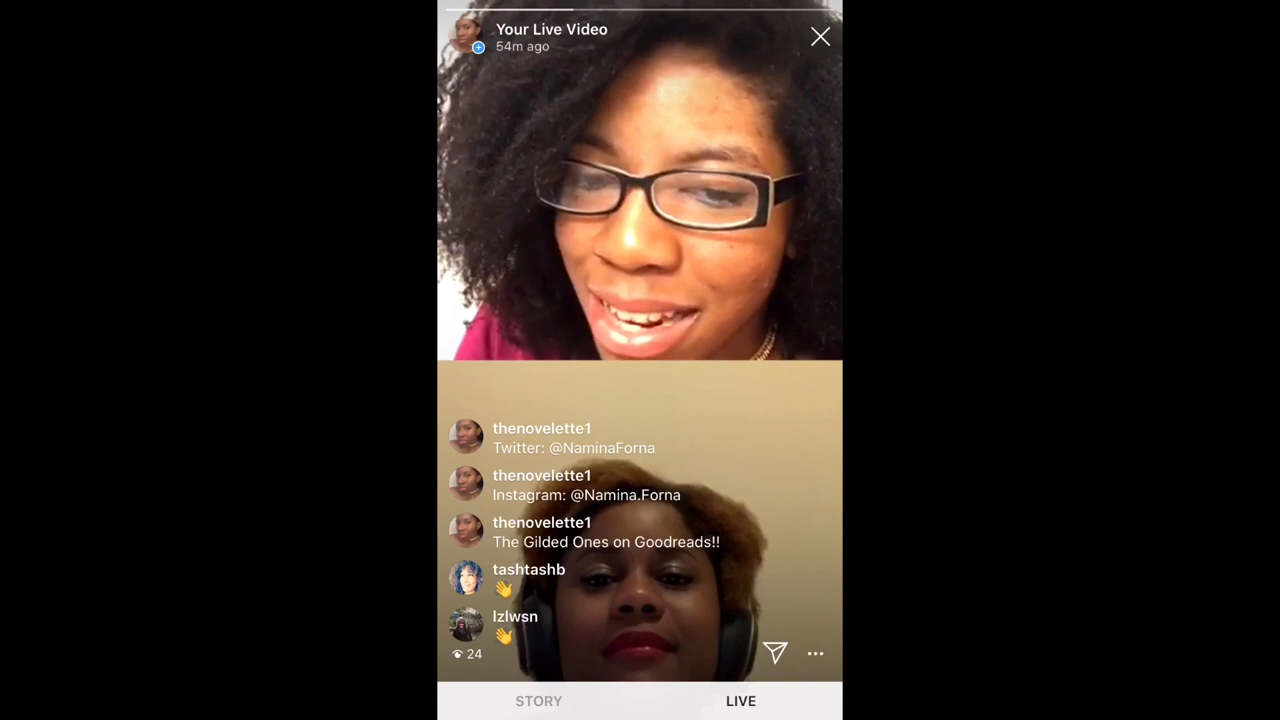 Your Live Video
54m ago
thenovelette1
Twitter: @NaminaForna
thenovelette1
Instagram: @Namina.Forna
thenovelette1
The Gilded Ones on Goodreads!!
tashtashb
👋
lzlwsn
👋
24
STORY
LIVE